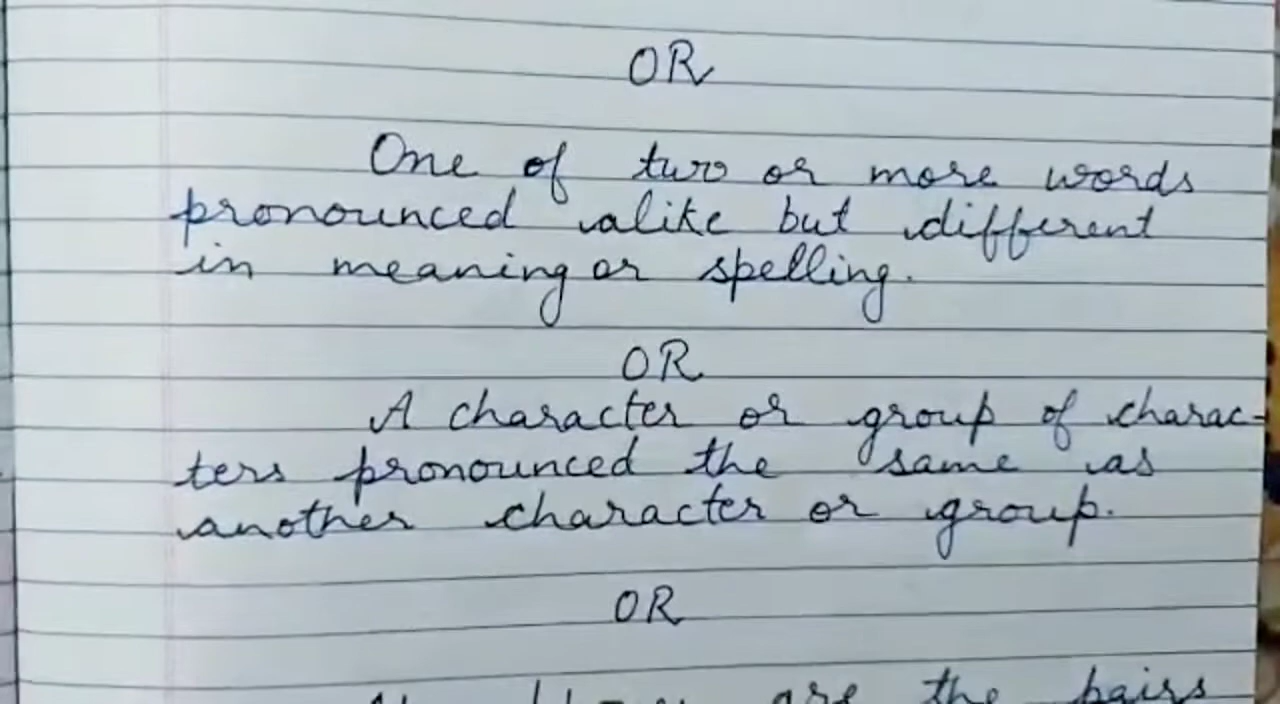 OR
One of two or more words
pronounced alike but different
in meaning or spelling.
OR
A character or group of charac-
ters pronounced the same as
another character or group.
OR
are the pairs